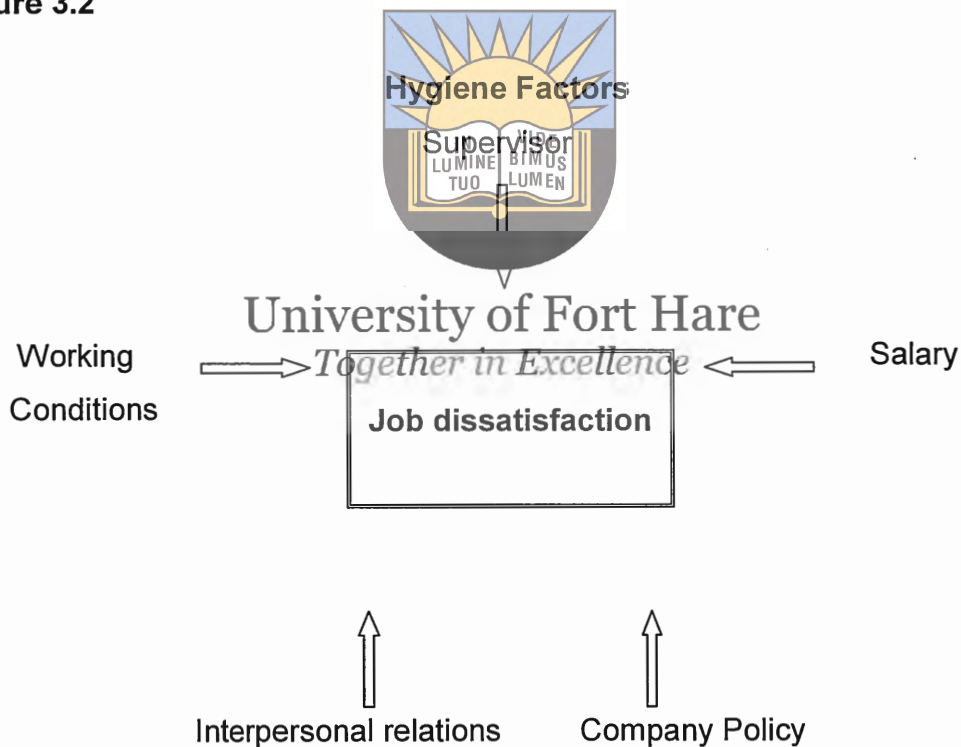 ure 3.2
Hygiene Factors
Supervisor
LUMINE
TUO
BIMUS
LUMEN
University of Fort Hare
Together in Excellence
Working
Conditions
Salary
Job dissatisfaction
Interpersonal relations
Company Policy